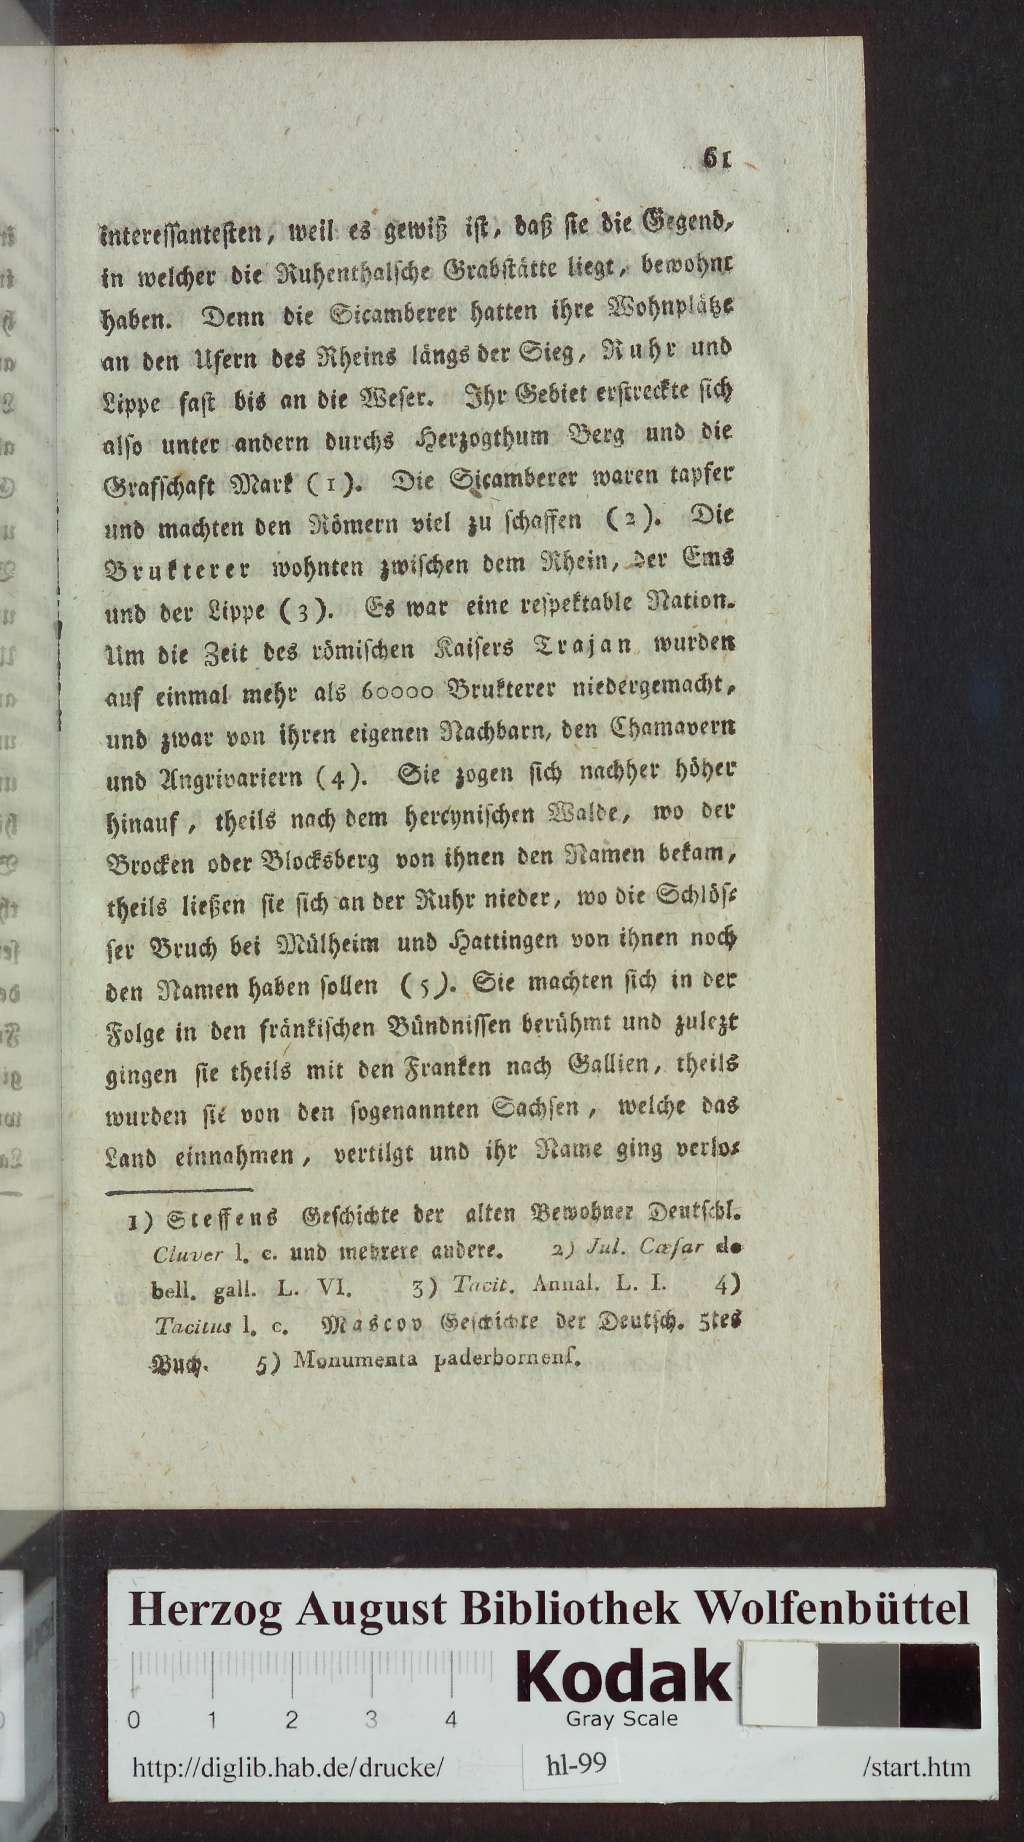 61
interessantesten, weil es gewiß ist, daß sie die Gegend,
in welcher die Ruhenthalsche Grabstätte liegt, bewohnt
haben. Denn die Sicamberer hatten ihre Wohnplätze
an den Ufern des Rheins längs der Sieg, Ruhr und
Lippe fast bis an die Weser. Ihr Gebiet erstreckte sich
also unter andern durchs Herzogthum Berg und die
Grafschaft Mark (1). Die Sicamberer waren tapfer
und machten den Römern viel zu schaffen (2). Die
Brukterer wohnten zwischen dem Rhein, der Ems
und der Lippe (3). Es war eine respektable Nation.
Um die Zeit des römischen Kaisers Trajan wurden
auf einmal mehr als 60000 Brukterer niedergemacht,
und zwar von ihren eigenen Nachbarn, den Chamavern
und Angrivariern (4). Sie zogen sich nachher höher
hinauf, theils nach dem hercynischen Walde, wo der
Brocken oder Blocksberg von ihnen den Namen bekam,
theils ließen sie sich an der Ruhr nieder, wo die Schlös-
ser Bruch bei Mülheim und Hattingen von ihnen noch
den Namen haben sollen (5). Sie machten sich in der
Folge in den fränkischen Bündnissen berühmt und zulezt
gingen sie theils mit den Franken nach Gallien, theils
wurden sie von den sogenannten Sachsen, welche das
Land einnahmen, vertilgt und ihr Name ging verlo-
1) Steffens Geschichte der alten Bewohner Deutschl.
Cluver l. c. und mehrere andere. 2) Jul. Cæsar de
bell. gall. L. VI. 3) Tacit. Annal. L. I. 4)
Tacitus l. c. Mascov Geschichte der Deutsch. 5tes
Buch. 5) Monumenta paderbornens.
Herzog August Bibliothek Wolfenbüttel
Kodak
0 1 2 3 4
Gray Scale
http://diglib.hab.de/drucke/ hl-99 /start.htm